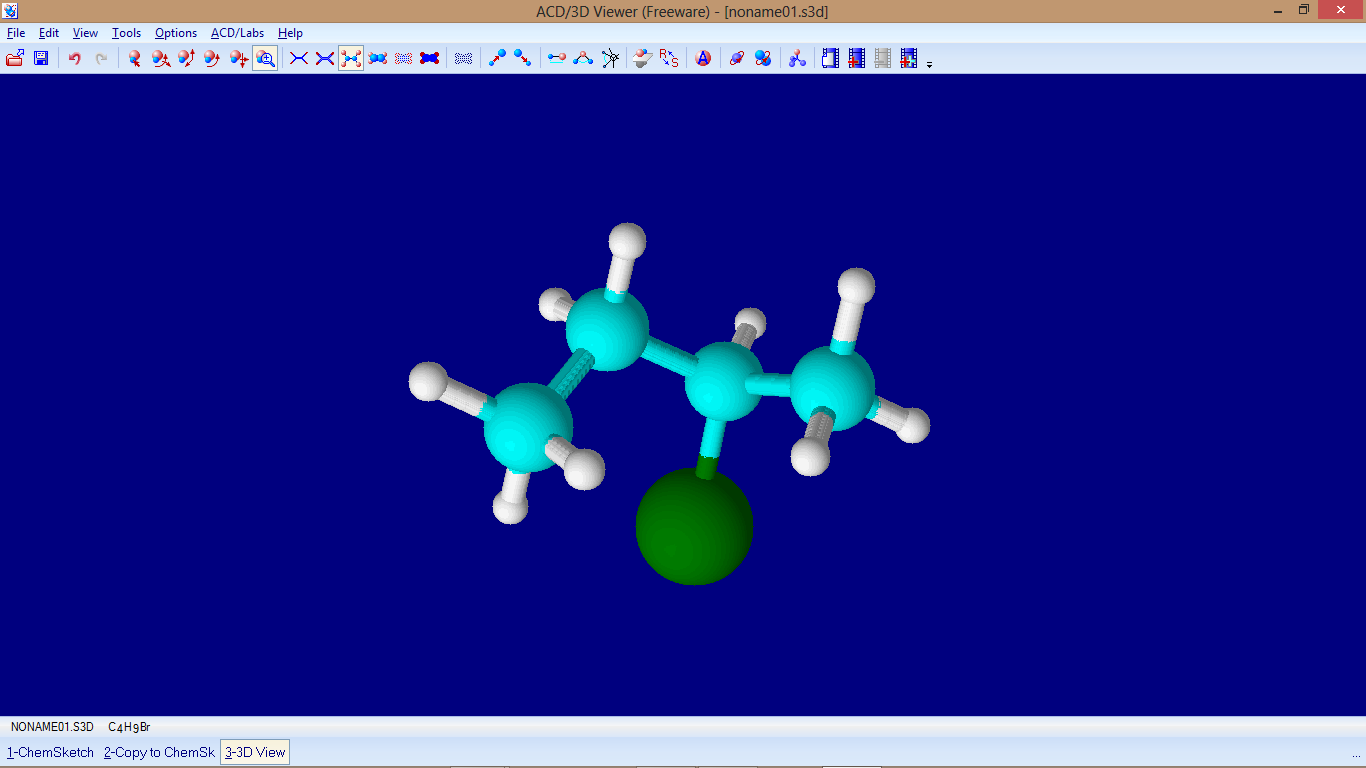 ACD/3D Viewer (Freeware) - [noname01.s3d]
File Edit View Tools Options ACD/Labs Help
R S A
NONAME01.S3D C4H9Br
1-ChemSketch 2-Copy to ChemSk 3-3D View ...